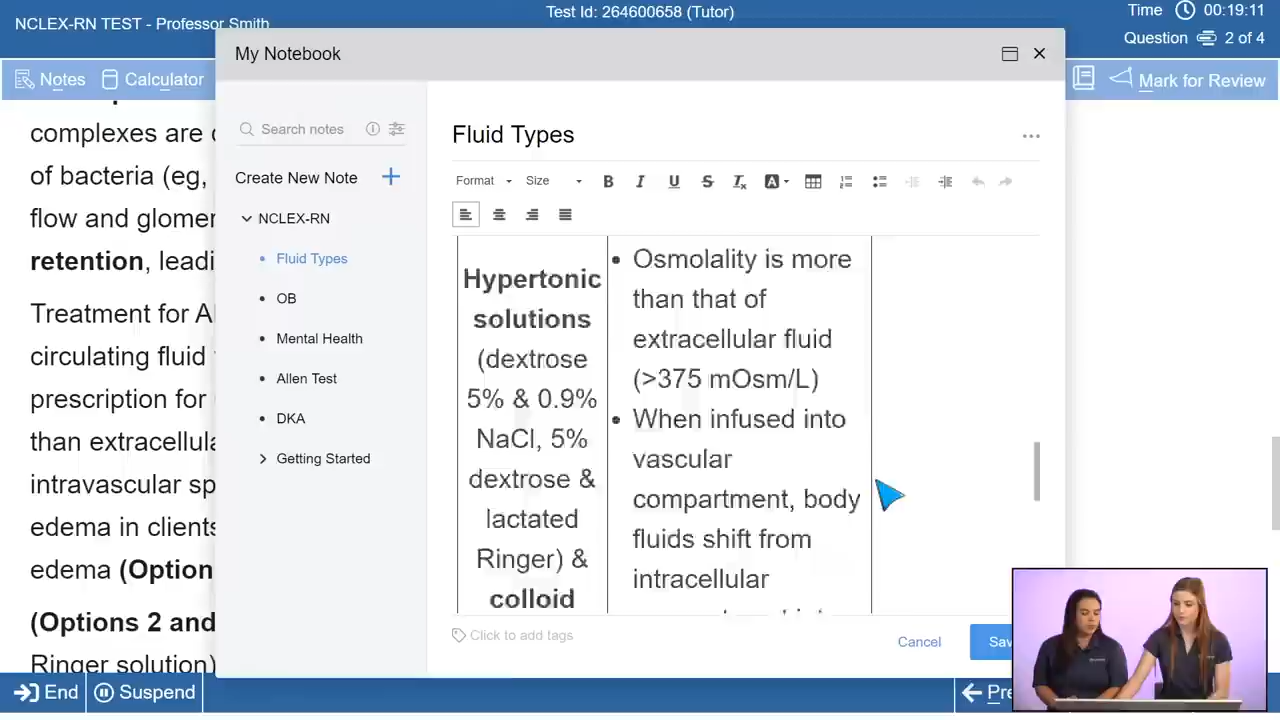 NCLEX-RN TEST - Professor Smith
Test Id: 264600658 (Tutor)
Time 00:19:11
Question 2 of 4
Notes Calculator
Mark for Review
complexes are
of bacteria (eg,
flow and glomer
retention, leadi
Treatment for
circulating fluid
prescription for
than extracellula
intravascular sp
edema in clients
edema (Option
(Options 2 and
Ringer solution)
My Notebook
Search notes
Create New Note
NCLEX-RN
Fluid Types
OB
Mental Health
Allen Test
DKA
Getting Started
Fluid Types
Format Size
Hypertonic
solutions
(dextrose
5% & 0.9%
NaCl, 5%
dextrose &
lactated
Ringer) &
colloid
Osmolality is more
than that of
extracellular fluid
(>375 mOsm/L)
When infused into
vascular
compartment, body
fluids shift from
intracellular
Click to add tags
Cancel
Sav
End Suspend
Pre